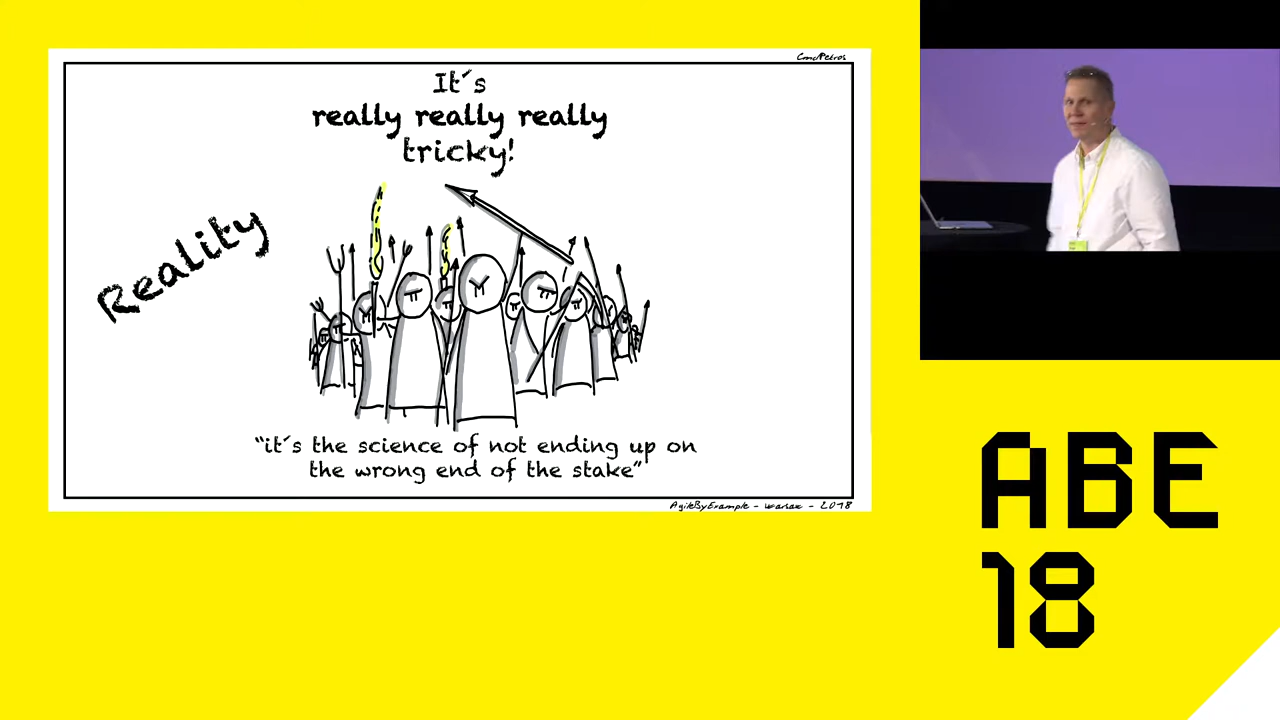 CmdPetros
It´s
really really really
tricky!
Reality
“it´s the science of not ending up on
the wrong end of the stake”
AgileByExample - Warsaw - 2018
ABE
18